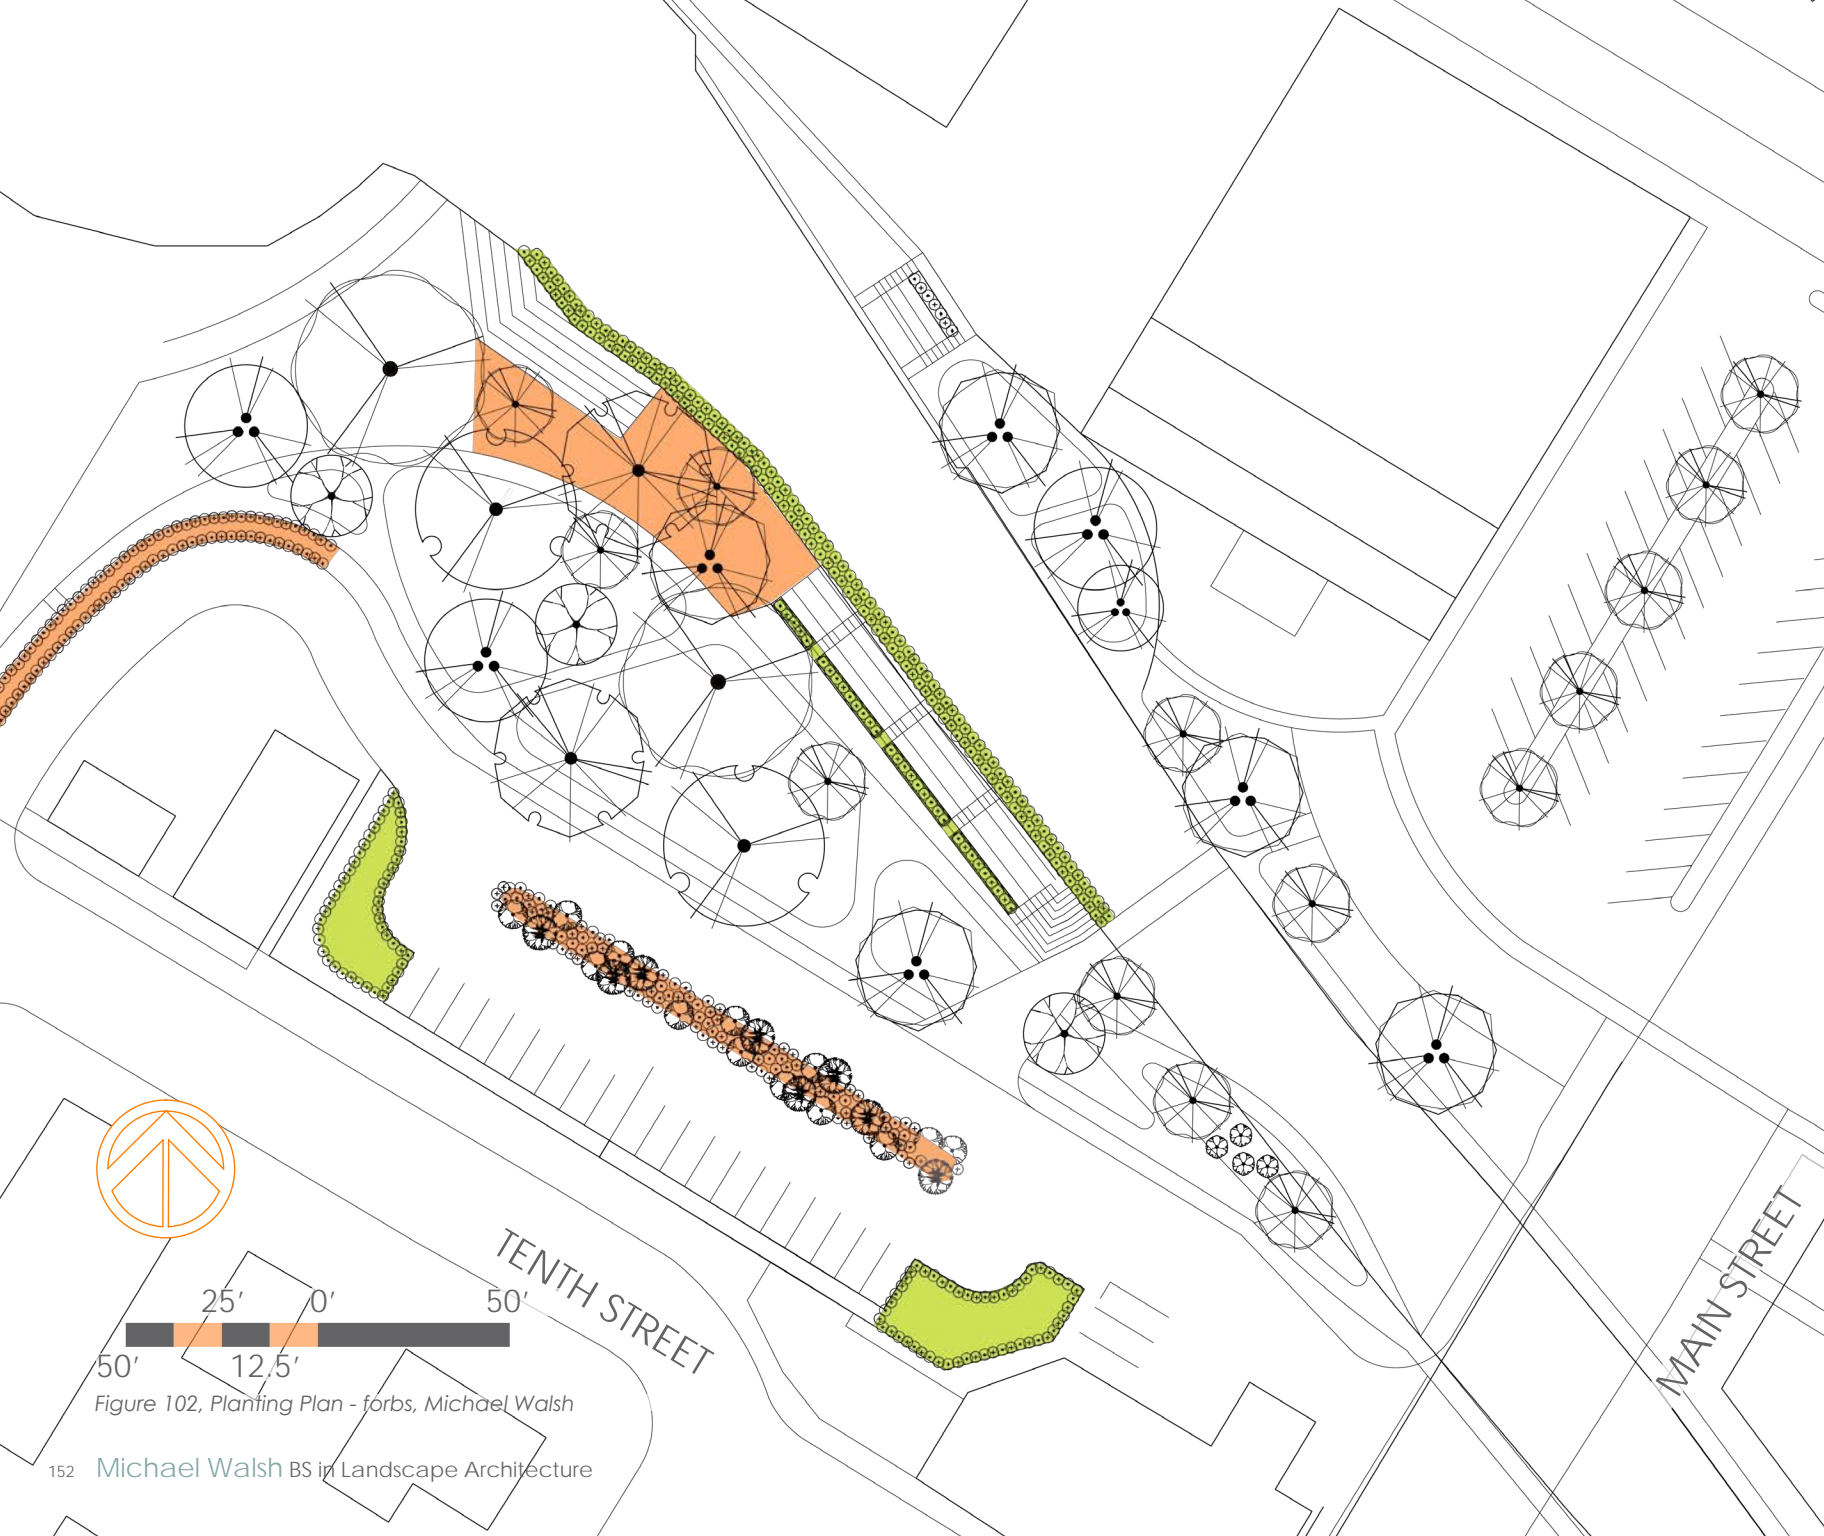 TENTH STREET
MAIN STREET
25' 0' 50'
50' 12.5'
Figure 102, Planting Plan - forbs, Michael Walsh
152 Michael Walsh BS in Landscape Architecture